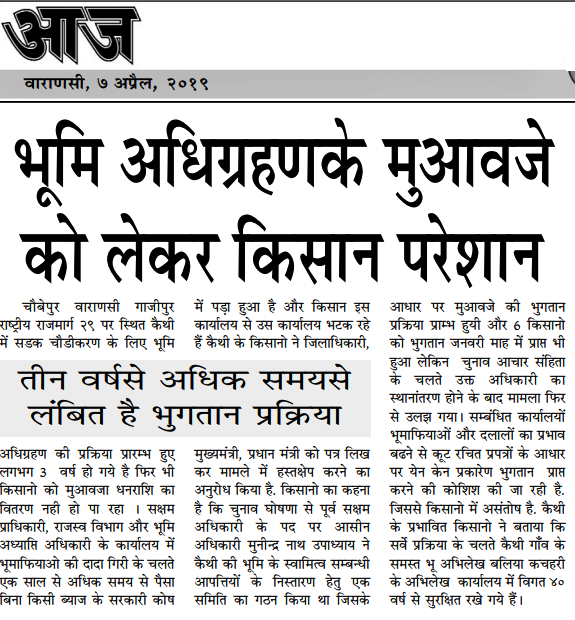 आज
वाराणसी, ७ अप्रैल, २०१९
भूमि अधिग्रहणके मुआवजे
को लेकर किसान परेशान
चौबेपुर वाराणसी गाजीपुर
राष्ट्रीय राजमार्ग २९ पर स्थित कैथी
में सडक चौडीकरण के लिए भूमि
तीन वर्षसे अधिक समयसे
लंबित है भुगतान प्रक्रिया
अधिग्रहण की प्रक्रिया प्रारम्भ हुए
लगभग 3 वर्ष हो गये है फिर भी
किसानो को मुआवजा धनराशि का
वितरण नही हो पा रहा । सक्षम
प्राधिकारी, राजस्व विभाग और भूमि
अध्याप्ति अधिकारी के कार्यालय में
भूमाफियाओ की दादा गिरी के चलते
एक साल से अधिक समय से पैसा
बिना किसी ब्याज के सरकारी कोष
में पड़ा हुआ है और किसान इस
कार्यालय से उस कार्यालय भटक रहे
हैं कैथी के किसानो ने जिलाधिकारी,
मुख्यमंत्री, प्रधान मंत्री को पत्र लिख
कर मामले में हस्तक्षेप करने का
अनुरोध किया है. किसानो का कहना
है कि चुनाव घोषणा से पूर्व सक्षम
अधिकारी के पद पर आसीन
अधिकारी मुनीन्द्र नाथ उपाध्याय ने
कैथी की भूमि के स्वामित्व सम्बन्धी
आपत्तियों के निस्तारण हेतु एक
समिति का गठन किया था जिसके
आधार पर मुआवजे की भुगतान
प्रक्रिया प्राम्भ हुयी और 6 किसानो
को भुगतान जनवरी माह में प्राप्त भी
हुआ लेकिन चुनाव आचार संहिता
के चलते उक्त अधिकारी का
स्थानांतरण होने के बाद मामला फिर
से उलझ गया। सम्बंधित कार्यालयों
भूमाफियाओं और दलालों का प्रभाव
बढने से कूट रचित प्रपत्रों के आधार
पर येन केन प्रकारेण भुगतान प्राप्त
करने की कोशिश की जा रही है.
जिससे किसानो में असंतोष है. कैथी
के प्रभावित किसानो ने बताया कि
सर्वे प्रक्रिया के चलते कैथी गाँव के
समस्त भू अभिलेख बलिया कचहरी
के अभिलेख कार्यालय में विगत ४०
वर्ष से सुरक्षित रखे गये हैं।